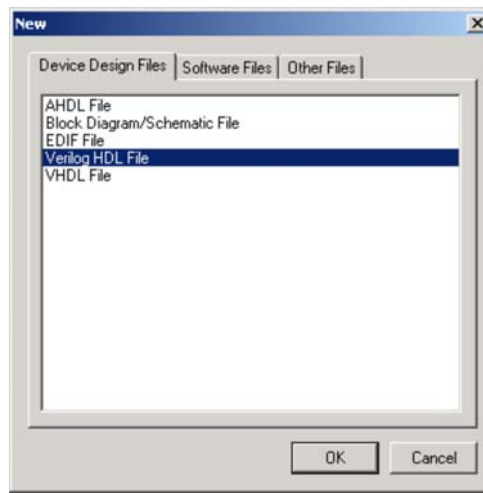 New
Device Design Files Software Files Other Files
AHDL File
Block Diagram/Schematic File
EDIF File
Verilog HDL File
VHDL File
OK Cancel